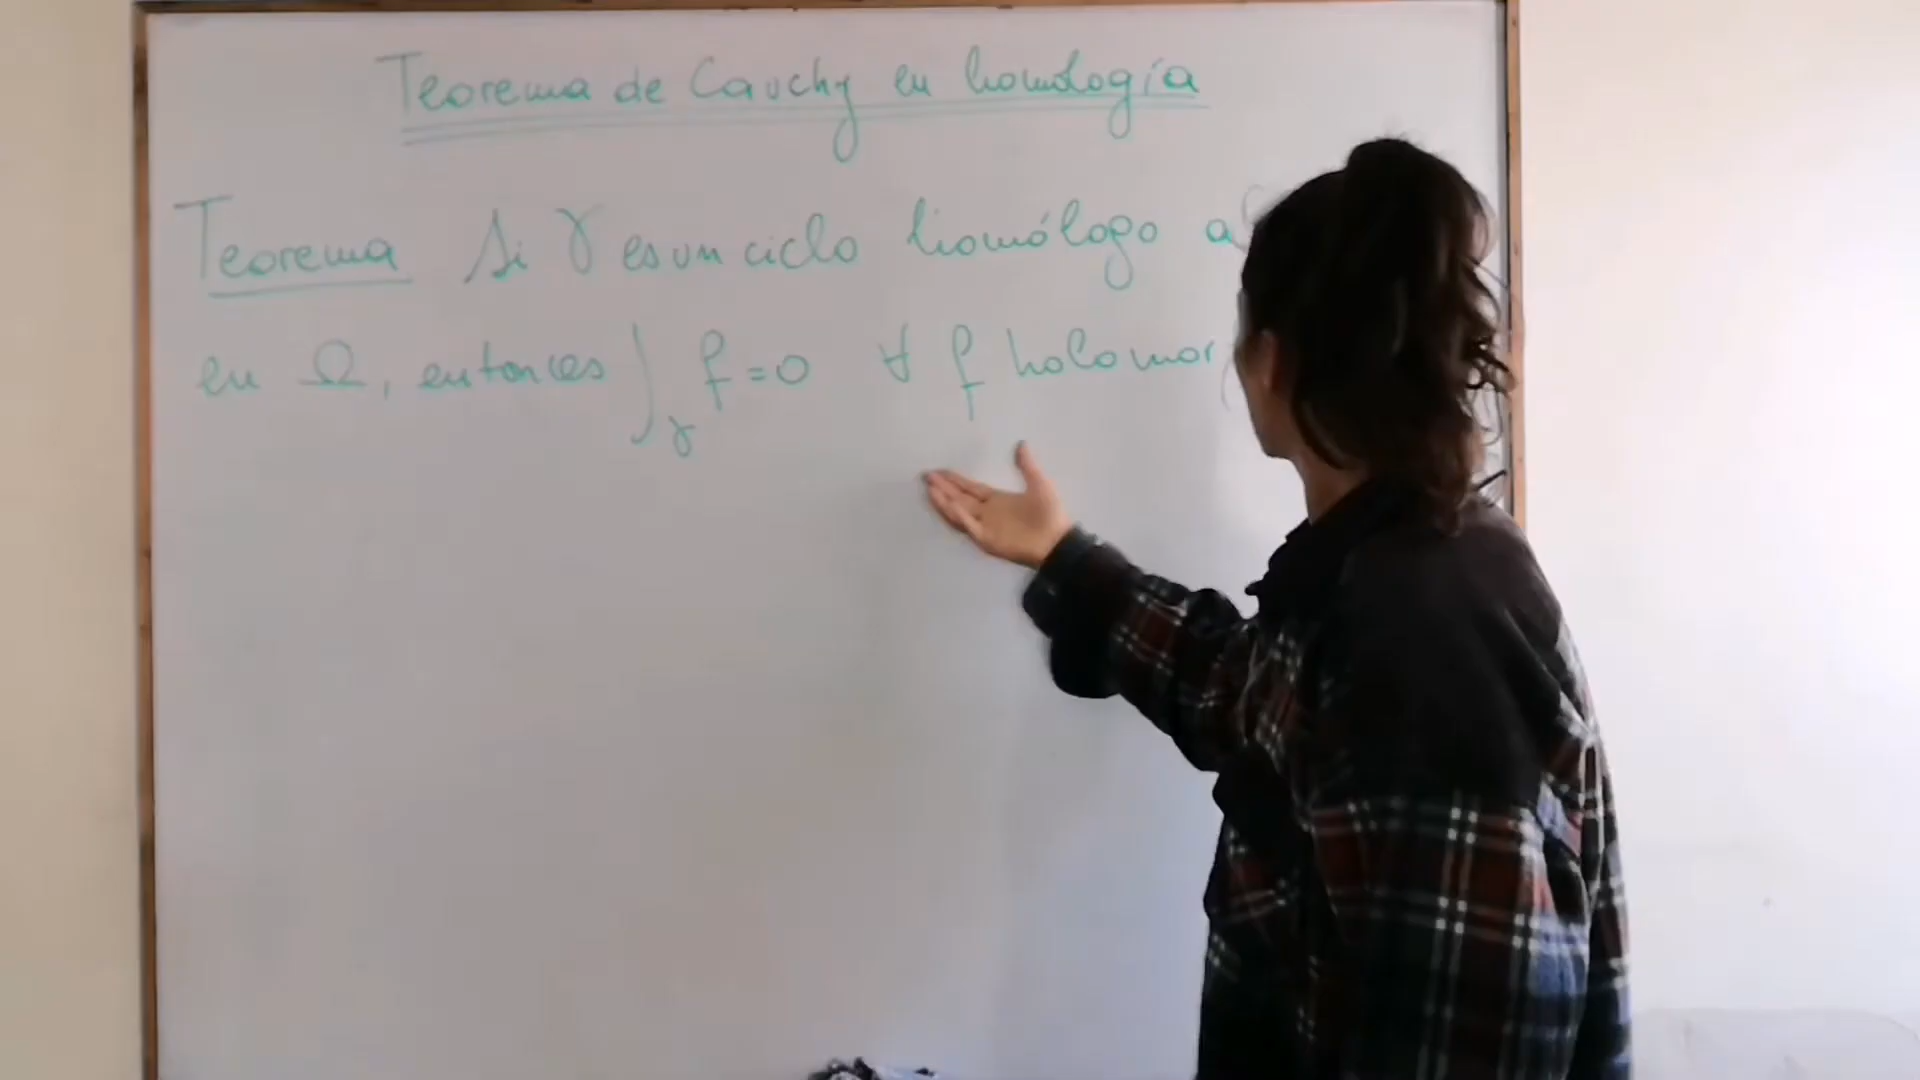 Teorema de Cauchy en homología
Teorema Si γ es un ciclo homólogo a
en Ω, entonces ∫γ f=0 ∀ f holomor